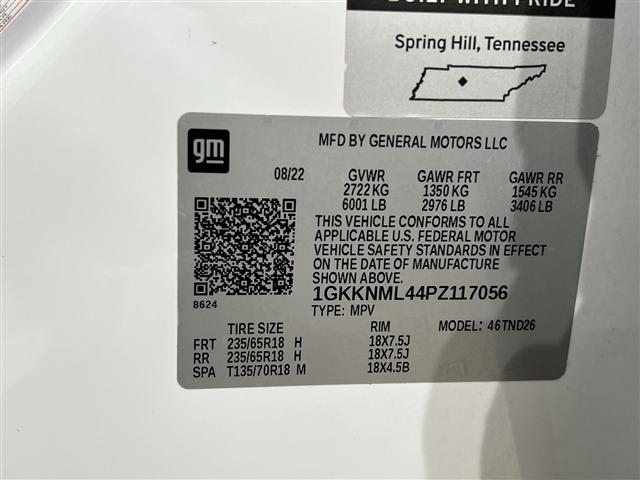 BUILT WITH PRIDE
Spring Hill, Tennessee
gm
MFD BY GENERAL MOTORS LLC
08/22 GVWR GAWR FRT GAWR RR
2722 KG 1350 KG 1545 KG
6001 LB 2976 LB 3406 LB
THIS VEHICLE CONFORMS TO ALL
APPLICABLE U.S. FEDERAL MOTOR
VEHICLE SAFETY STANDARDS IN EFFECT
ON THE DATE OF MANUFACTURE
SHOWN ABOVE.
8624
1GKKNML44PZ117056
TYPE: MPV MODEL: 46TND26
TIRE SIZE RIM
FRT 235/65R18 H 18X7.5J
RR 235/65R18 H 18X7.5J
SPA T135/70R18 M 18X4.5B